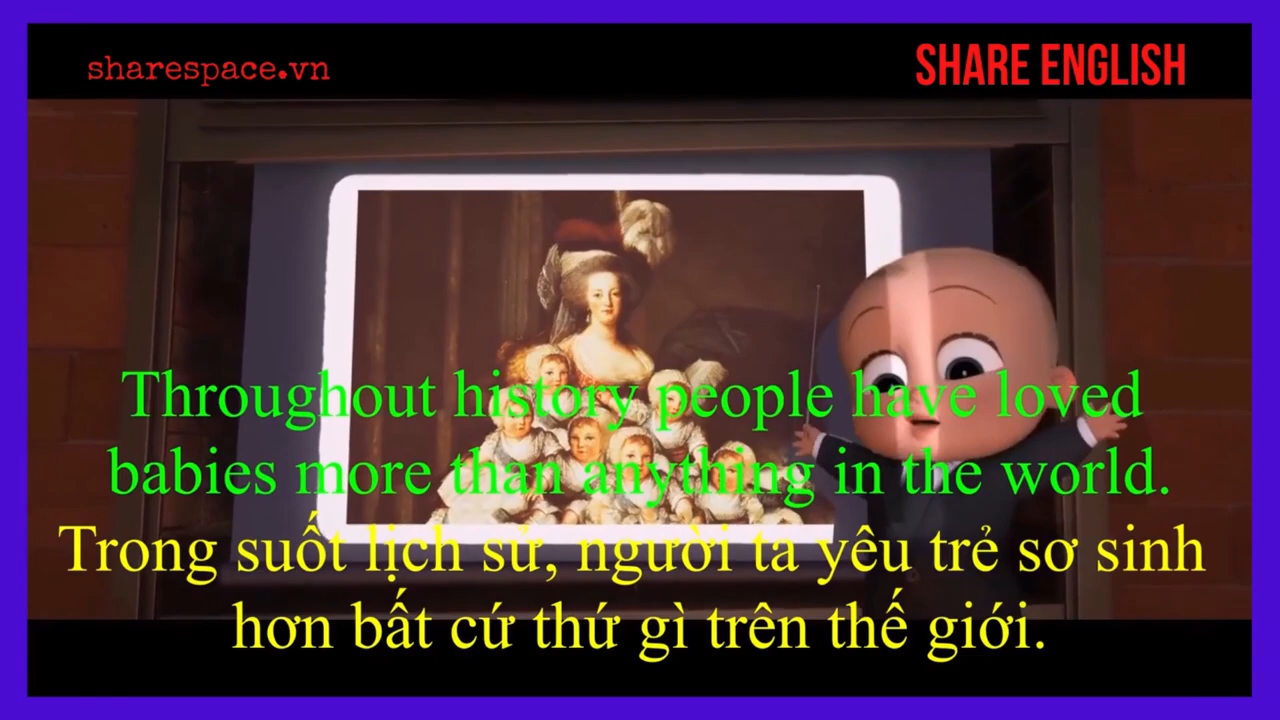 sharespace.vn
SHARE ENGLISH
Throughout history people have loved
babies more than anything in the world.
Trong suốt lịch sử, người ta yêu trẻ sơ sinh
hơn bất cứ thứ gì trên thế giới.